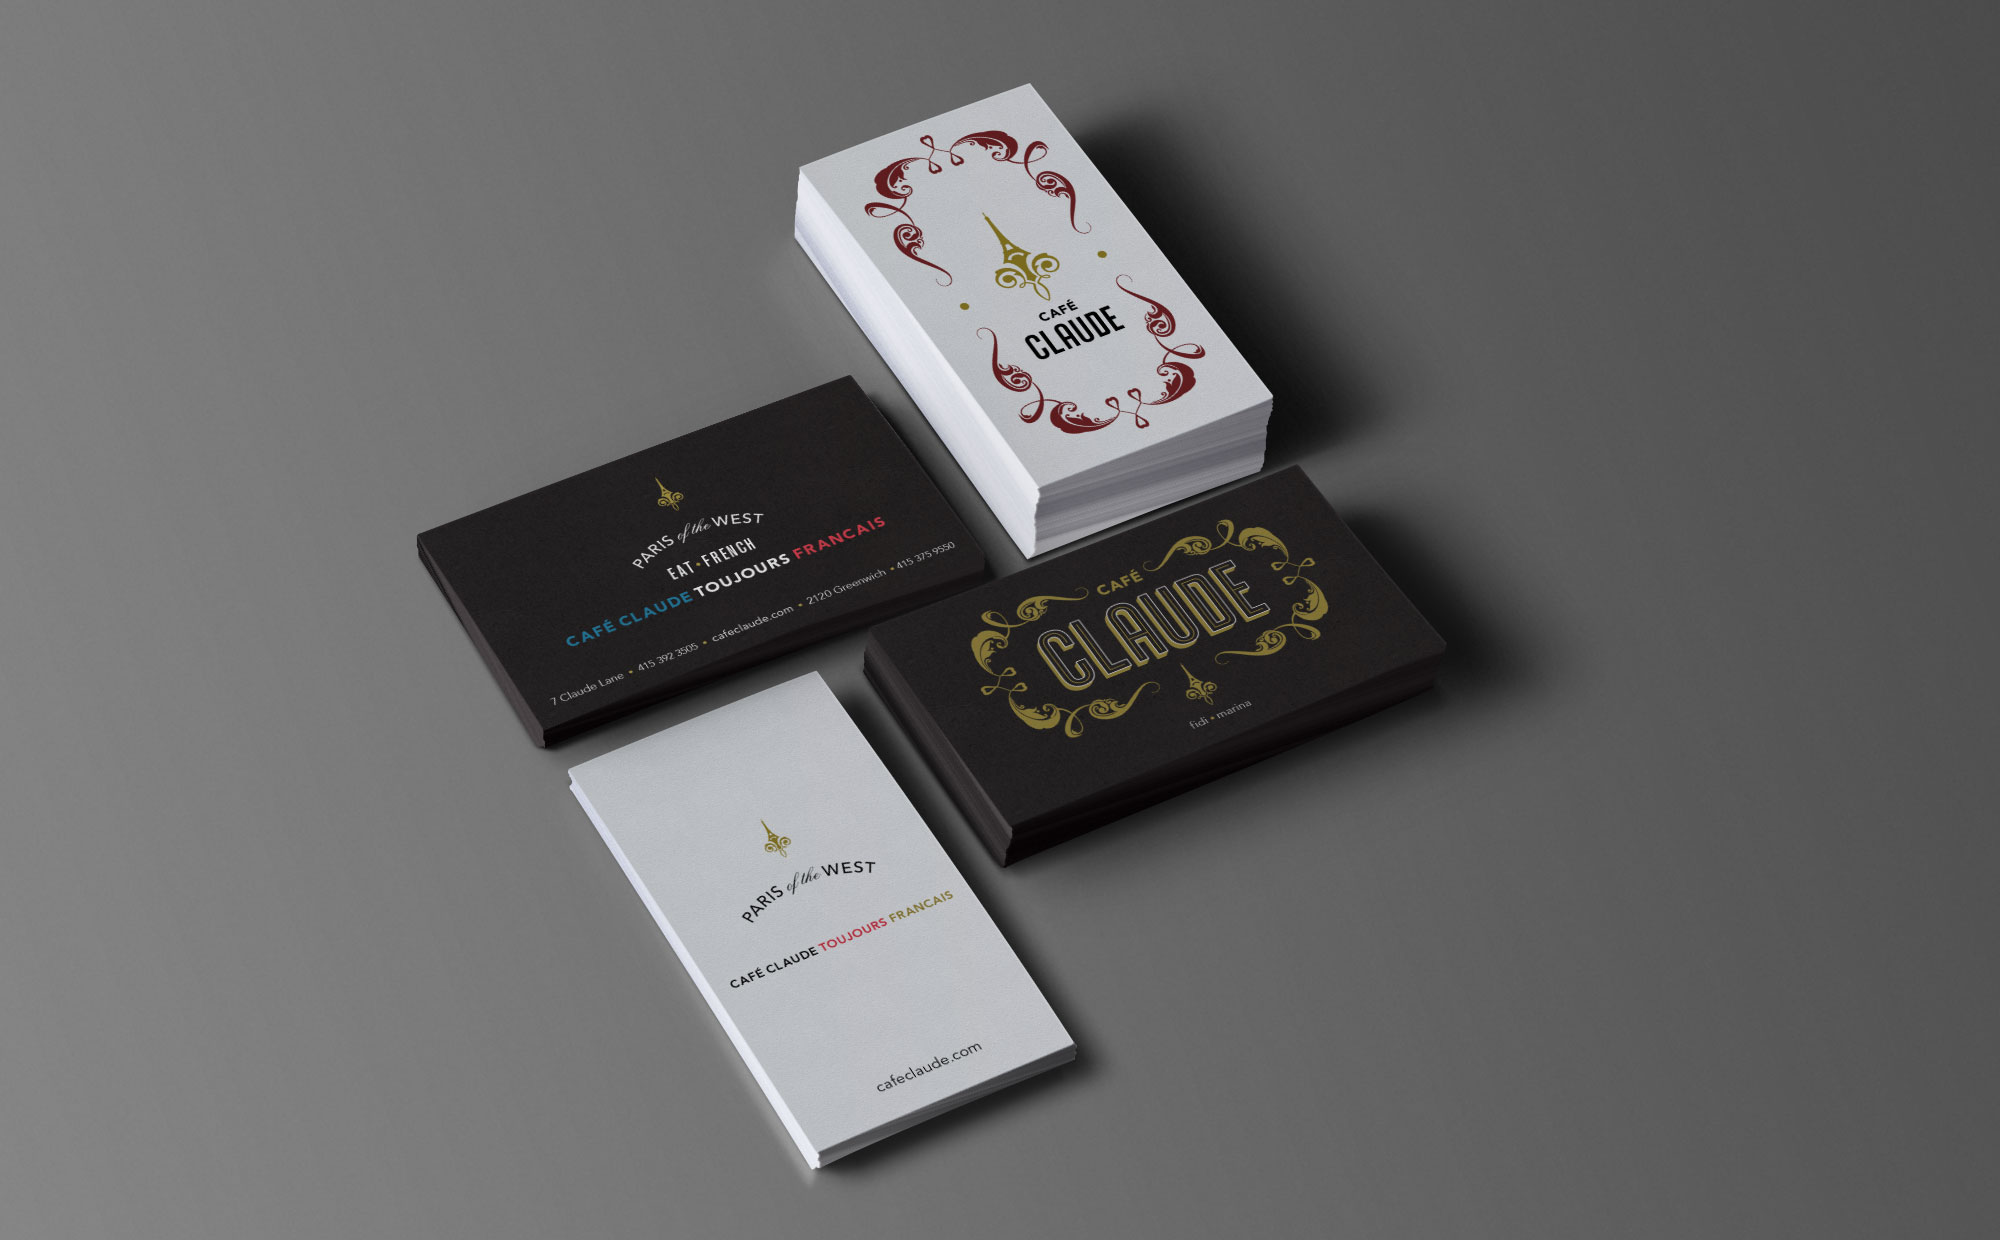 CAFÉ
CLAUDE
PARIS of the WEST
EAT • FRENCH
CAFÉ CLAUDE TOUJOURS FRANCAIS
7 Claude Lane • 415 392 3505 • cafeclaude.com • 2120 Greenwich • 415 375 9550
CAFÉ
CLAUDE
fidi • marina
PARIS of the WEST
CAFÉ CLAUDE TOUJOURS FRANCAIS
cafeclaude.com